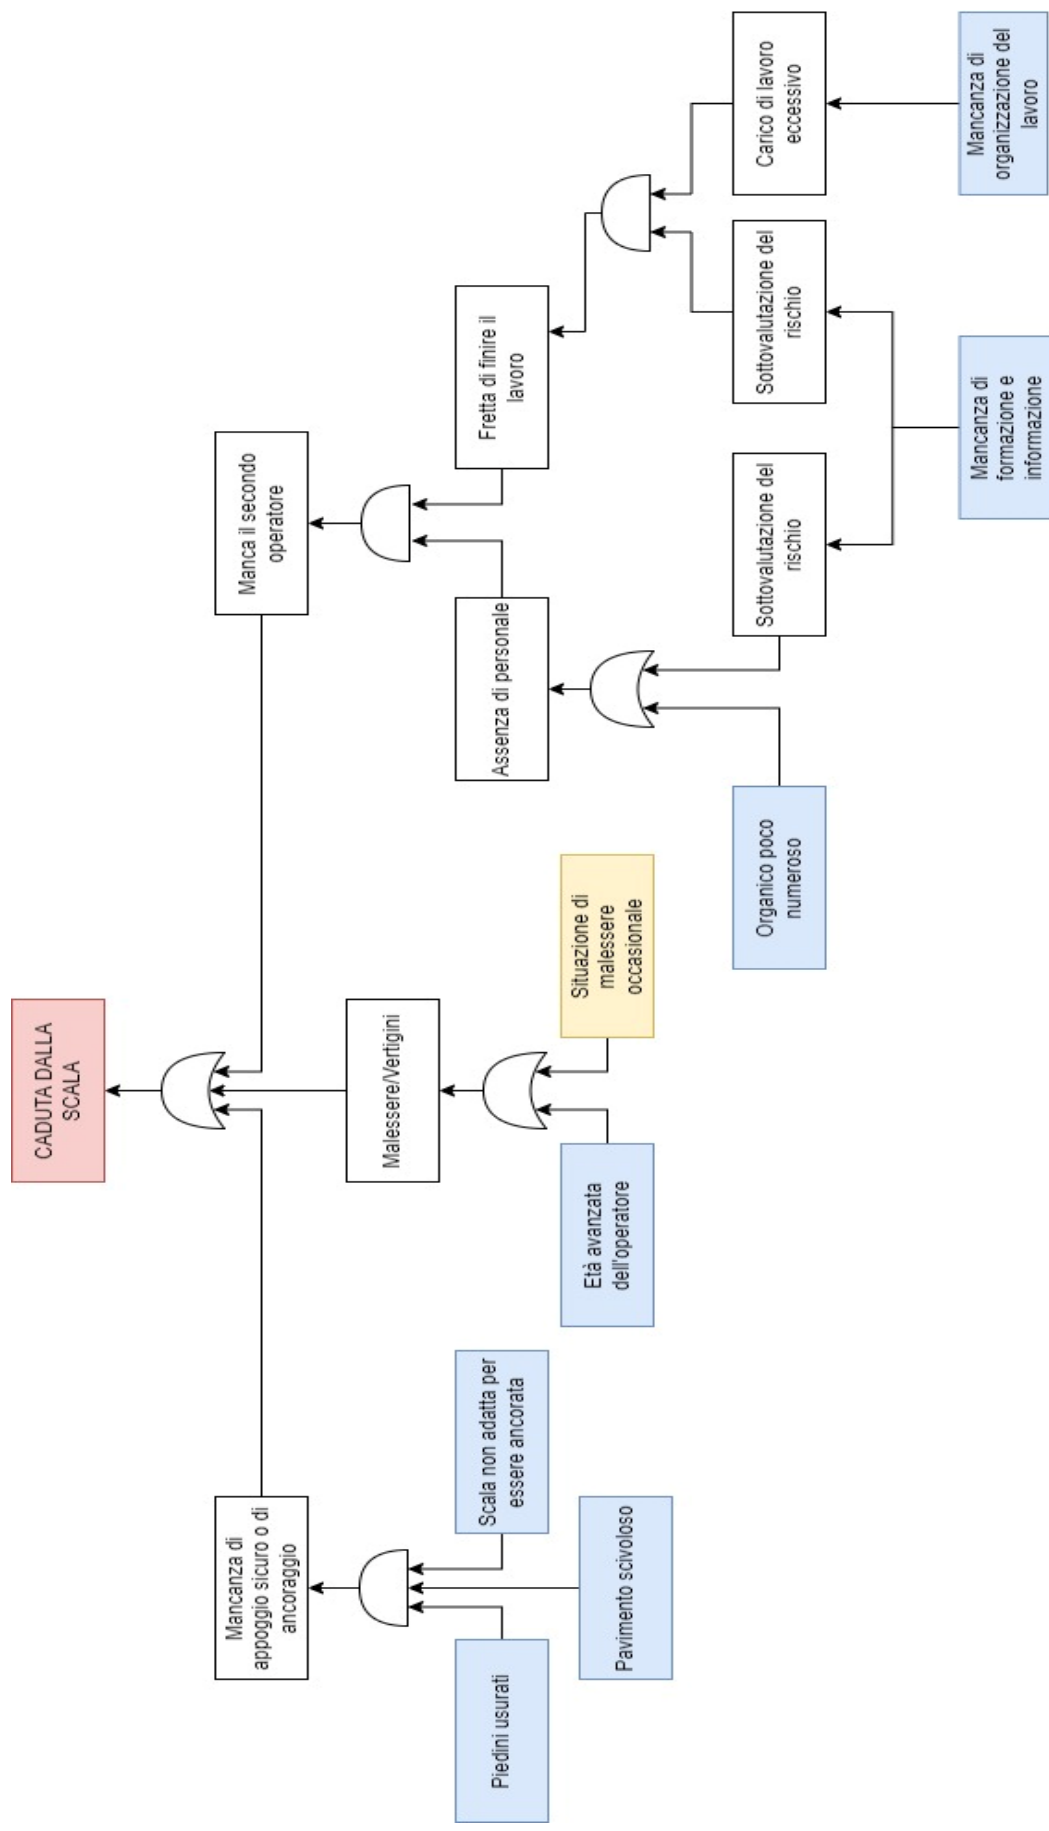 CADUTA DALLA
SCALA
Mancanza di
appoggio sicuro o di
ancoraggio
Manca il secondo
operatore
Malessere/Vertigini
Piedini usurati
Scala non adatta per
essere ancorata
Assenza di personale
Fretta di finire il
lavoro
Pavimento scivoloso
Età avanzata
dell'operatore
Situazione di
malessere
occasionale
Organico poco
numeroso
Sottovalutazione del
rischio
Sottovalutazione del
rischio
Carico di lavoro
eccessivo
Mancanza di
formazione e
informazione
Mancanza di
organizzazione del
lavoro